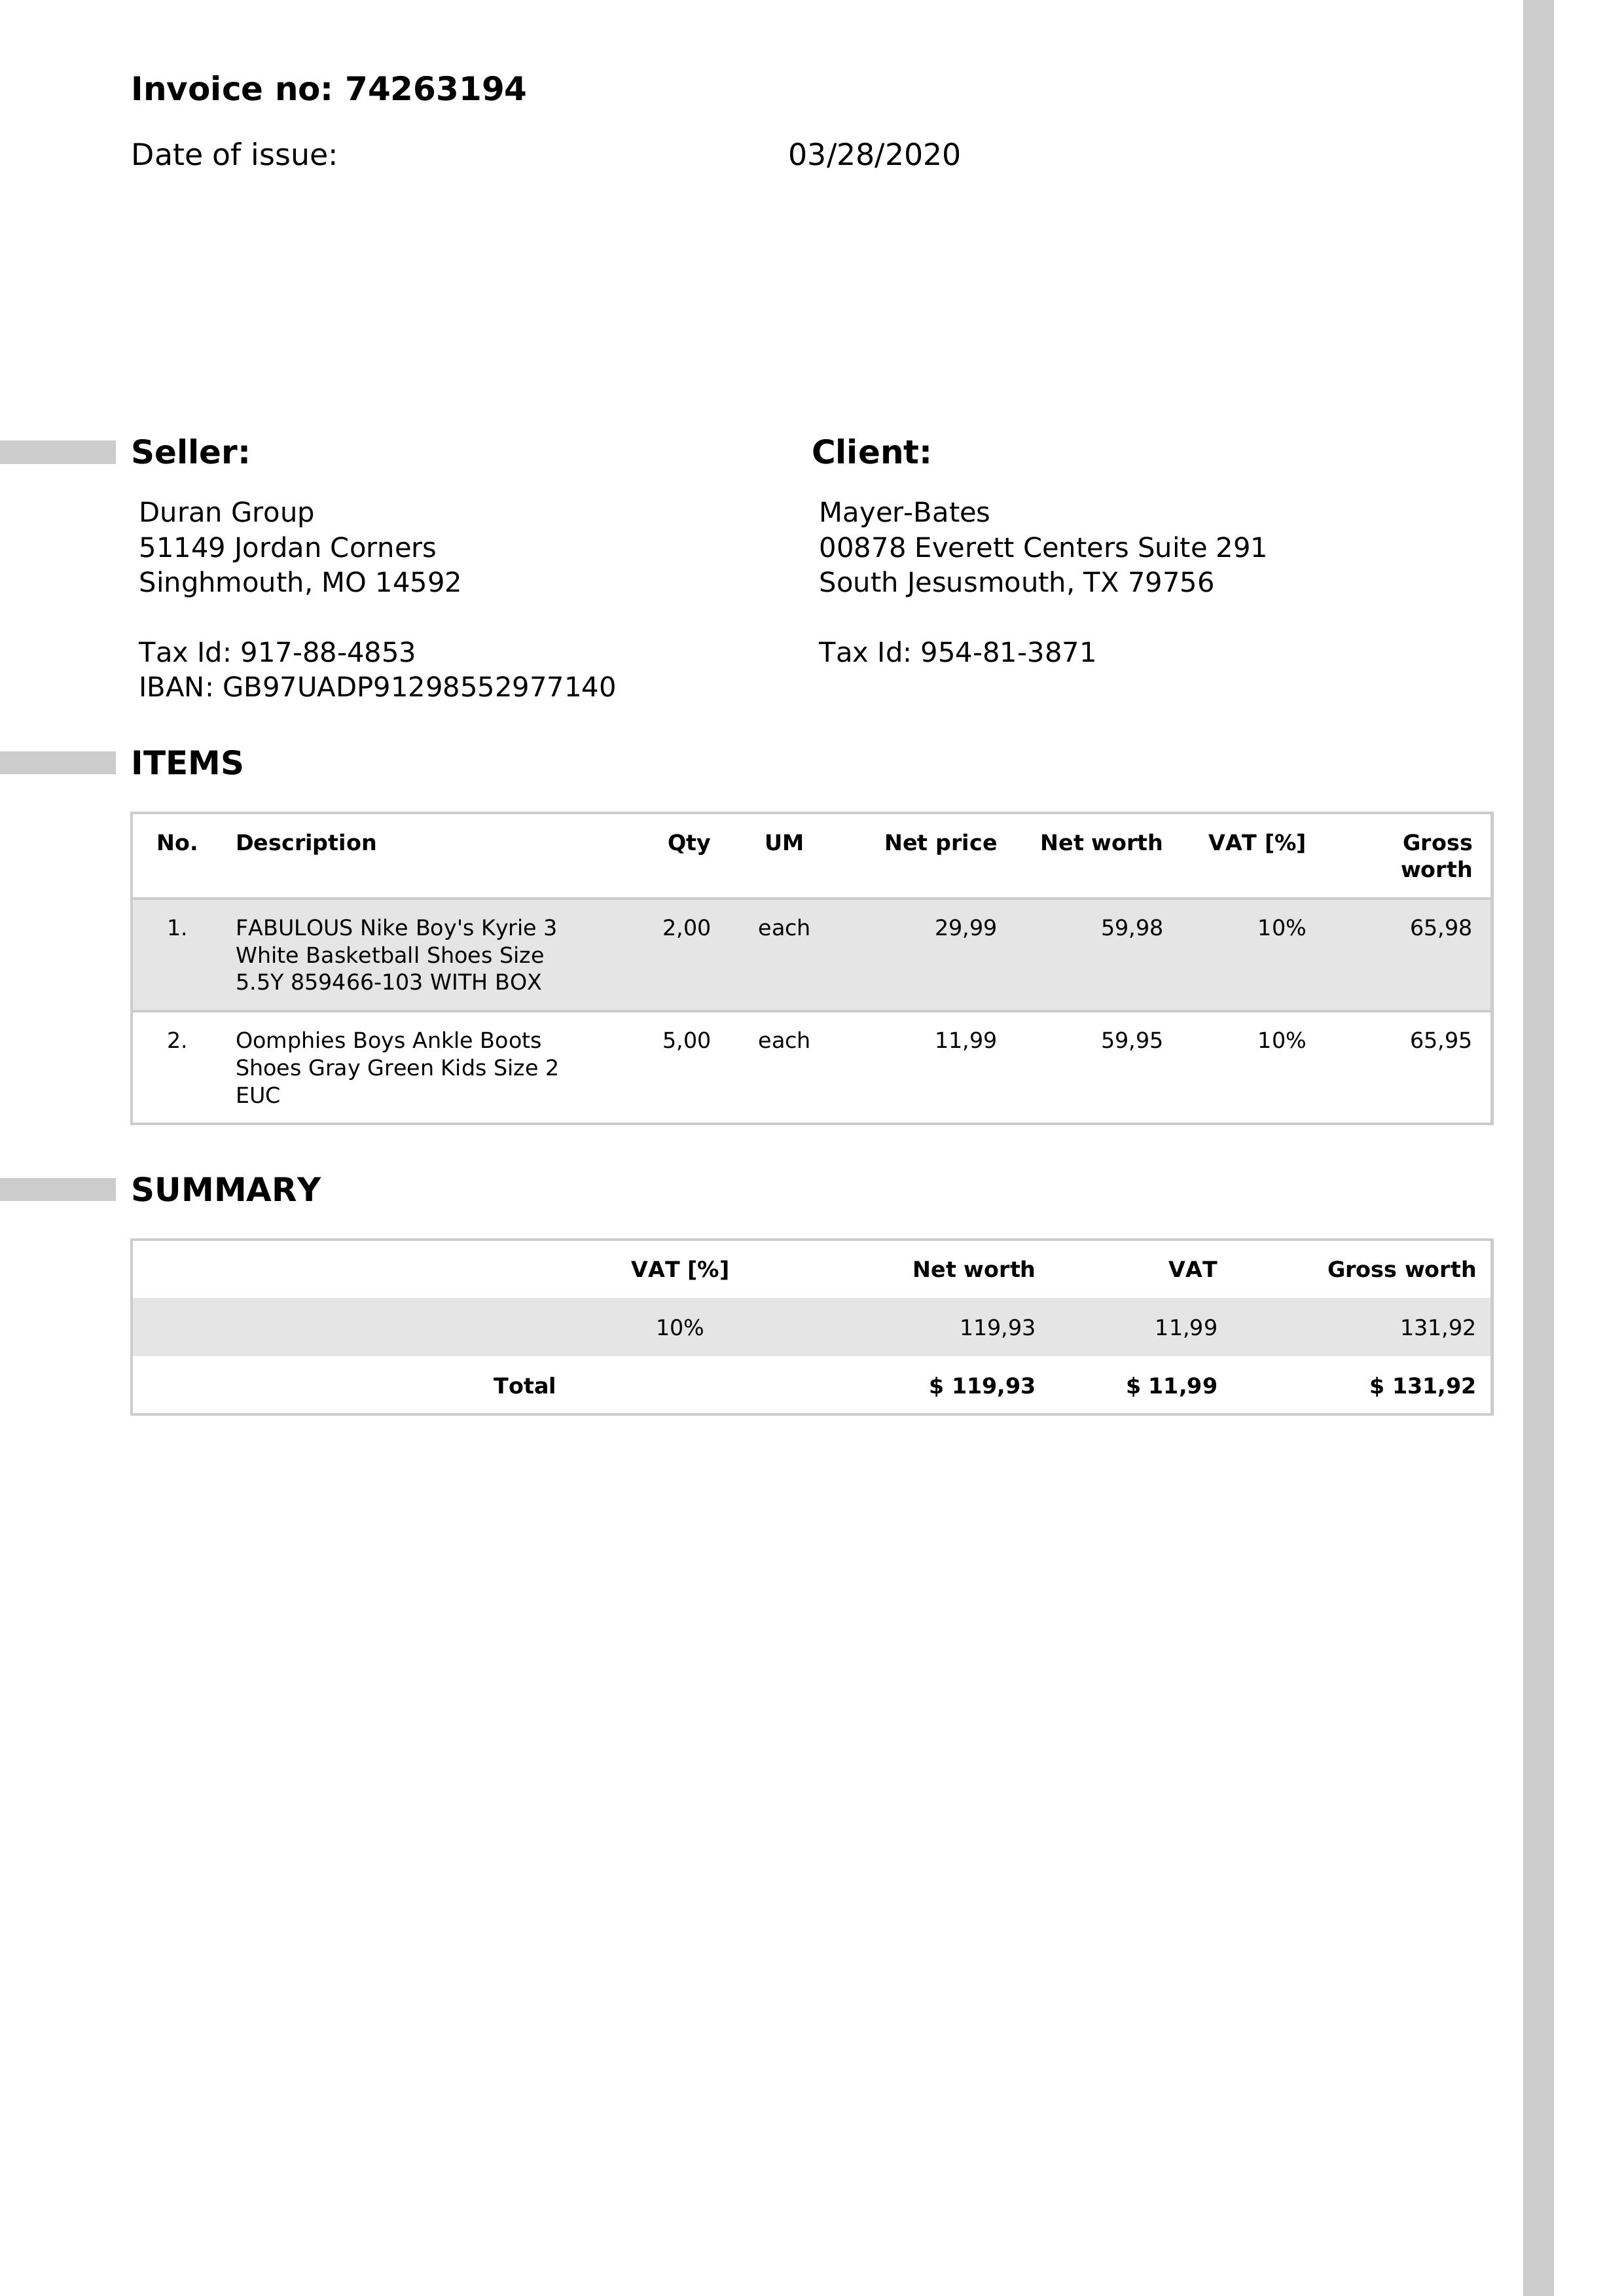 Invoice no: 74263194
Date of issue: 03/28/2020
Seller:
Duran Group
51149 Jordan Corners
Singhmouth, MO 14592
Tax Id: 917-88-4853
IBAN: GB97UADP91298552977140
Client:
Mayer-Bates
00878 Everett Centers Suite 291
South Jesusmouth, TX 79756
Tax Id: 954-81-3871
ITEMS
No. Description Qty UM Net price Net worth VAT [%] Gross
worth
1. FABULOUS Nike Boy's Kyrie 3 2,00 each 29,99 59,98 10% 65,98
White Basketball Shoes Size
5.5Y 859466-103 WITH BOX
2. Oomphies Boys Ankle Boots 5,00 each 11,99 59,95 10% 65,95
Shoes Gray Green Kids Size 2
EUC
SUMMARY
VAT [%] Net worth VAT Gross worth
10% 119,93 11,99 131,92
Total $ 119,93 $ 11,99 $ 131,92